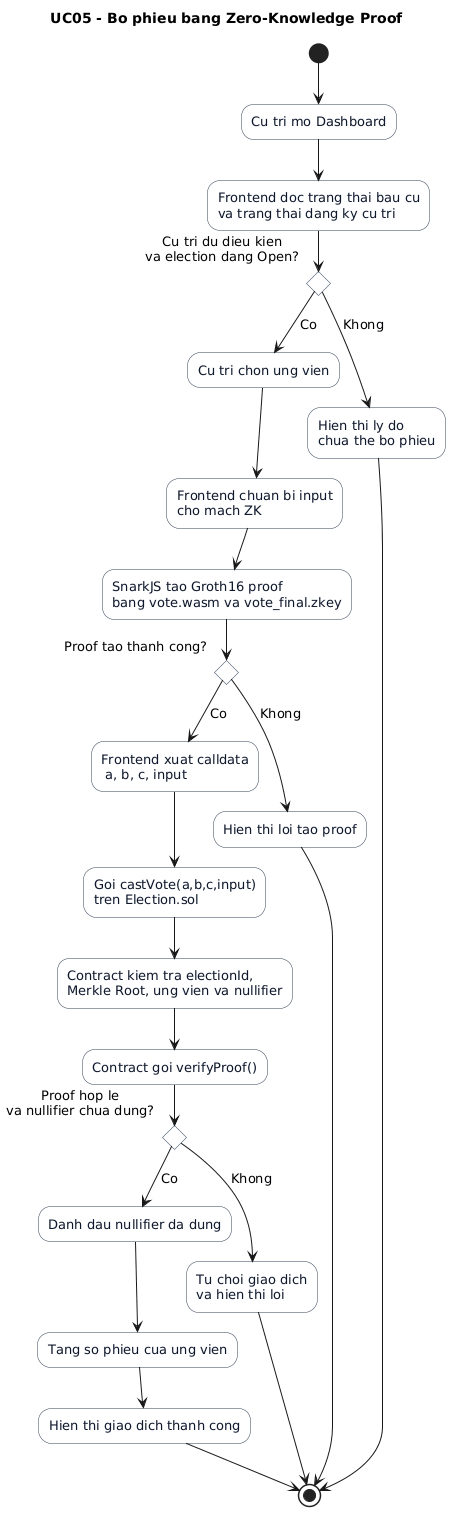 UC05 - Bo phieu bang Zero-Knowledge Proof
Cu tri mo Dashboard
Frontend doc trang thai bau cu
va trang thai dang ky cu tri
Cu tri du dieu kien
va election dang Open?
Co
Khong
Cu tri chon ung vien
Hien thi ly do
chua the bo phieu
Frontend chuan bi input
cho mach ZK
SnarkJS tao Groth16 proof
bang vote.wasm va vote_final.zkey
Proof tao thanh cong?
Co
Khong
Frontend xuat calldata
a, b, c, input
Hien thi loi tao proof
Goi castVote(a,b,c,input)
tren Election.sol
Contract kiem tra electionId,
Merkle Root, ung vien va nullifier
Contract goi verifyProof()
Proof hop le
va nullifier chua dung?
Co
Khong
Danh dau nullifier da dung
Tu choi giao dich
va hien thi loi
Tang so phieu cua ung vien
Hien thi giao dich thanh cong